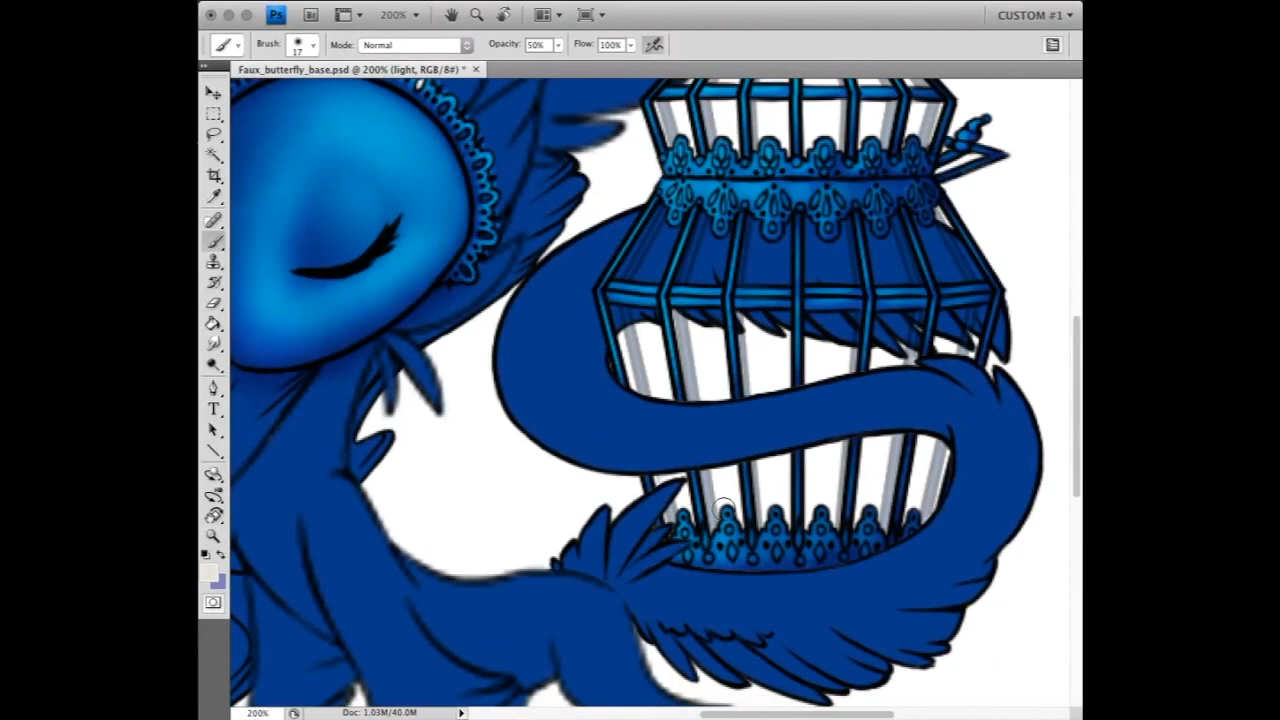 Ps Br 200% CUSTOM #1
Brush: 17 Mode: Normal Opacity: 50% Flow: 100%
Faux_butterfly_base.psd @ 200% (light, RGB/8#) *
T
200% Doc: 1.03M/40.0M